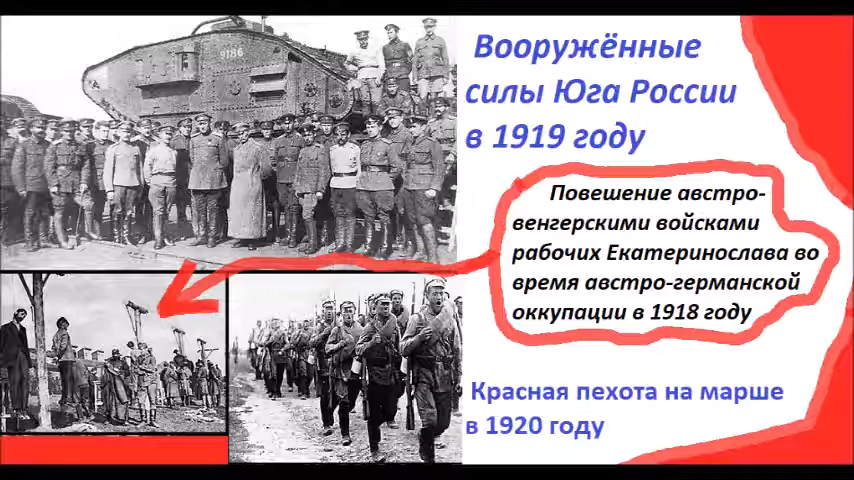 9186
Вооружённые
силы Юга России
в 1919 году
Повешение австро-
венгерскими войсками
рабочих Екатеринослава во
время австро-германской
оккупации в 1918 году
Красная пехота на марше
в 1920 году